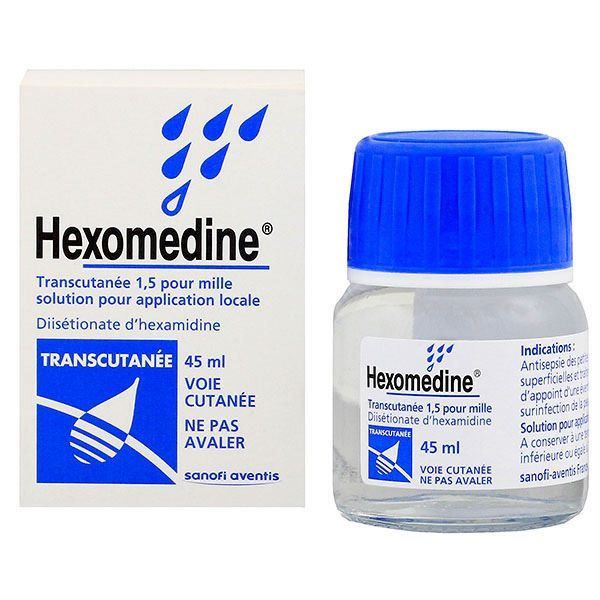 Hexomedine®
Transcutanée 1,5 pour mille
solution pour application locale
Diisétionate d'hexamidine
TRANSCUTANÉE
45 ml
VOIE
CUTANÉE
NE PAS
AVALER
sanofi aventis
Hexomedine®
Transcutanée 1,5 pour mille
Diisétionate d'hexamidine
TRANSCUTANÉE
45 ml
VOIE CUTANÉE
NE PAS AVALER
Indications :
Antisepsie des
superficielles et
d'appoint d'une
surinfection de la
Solution pour
A conserver à une
inférieure ou égale
sanofi-aventis